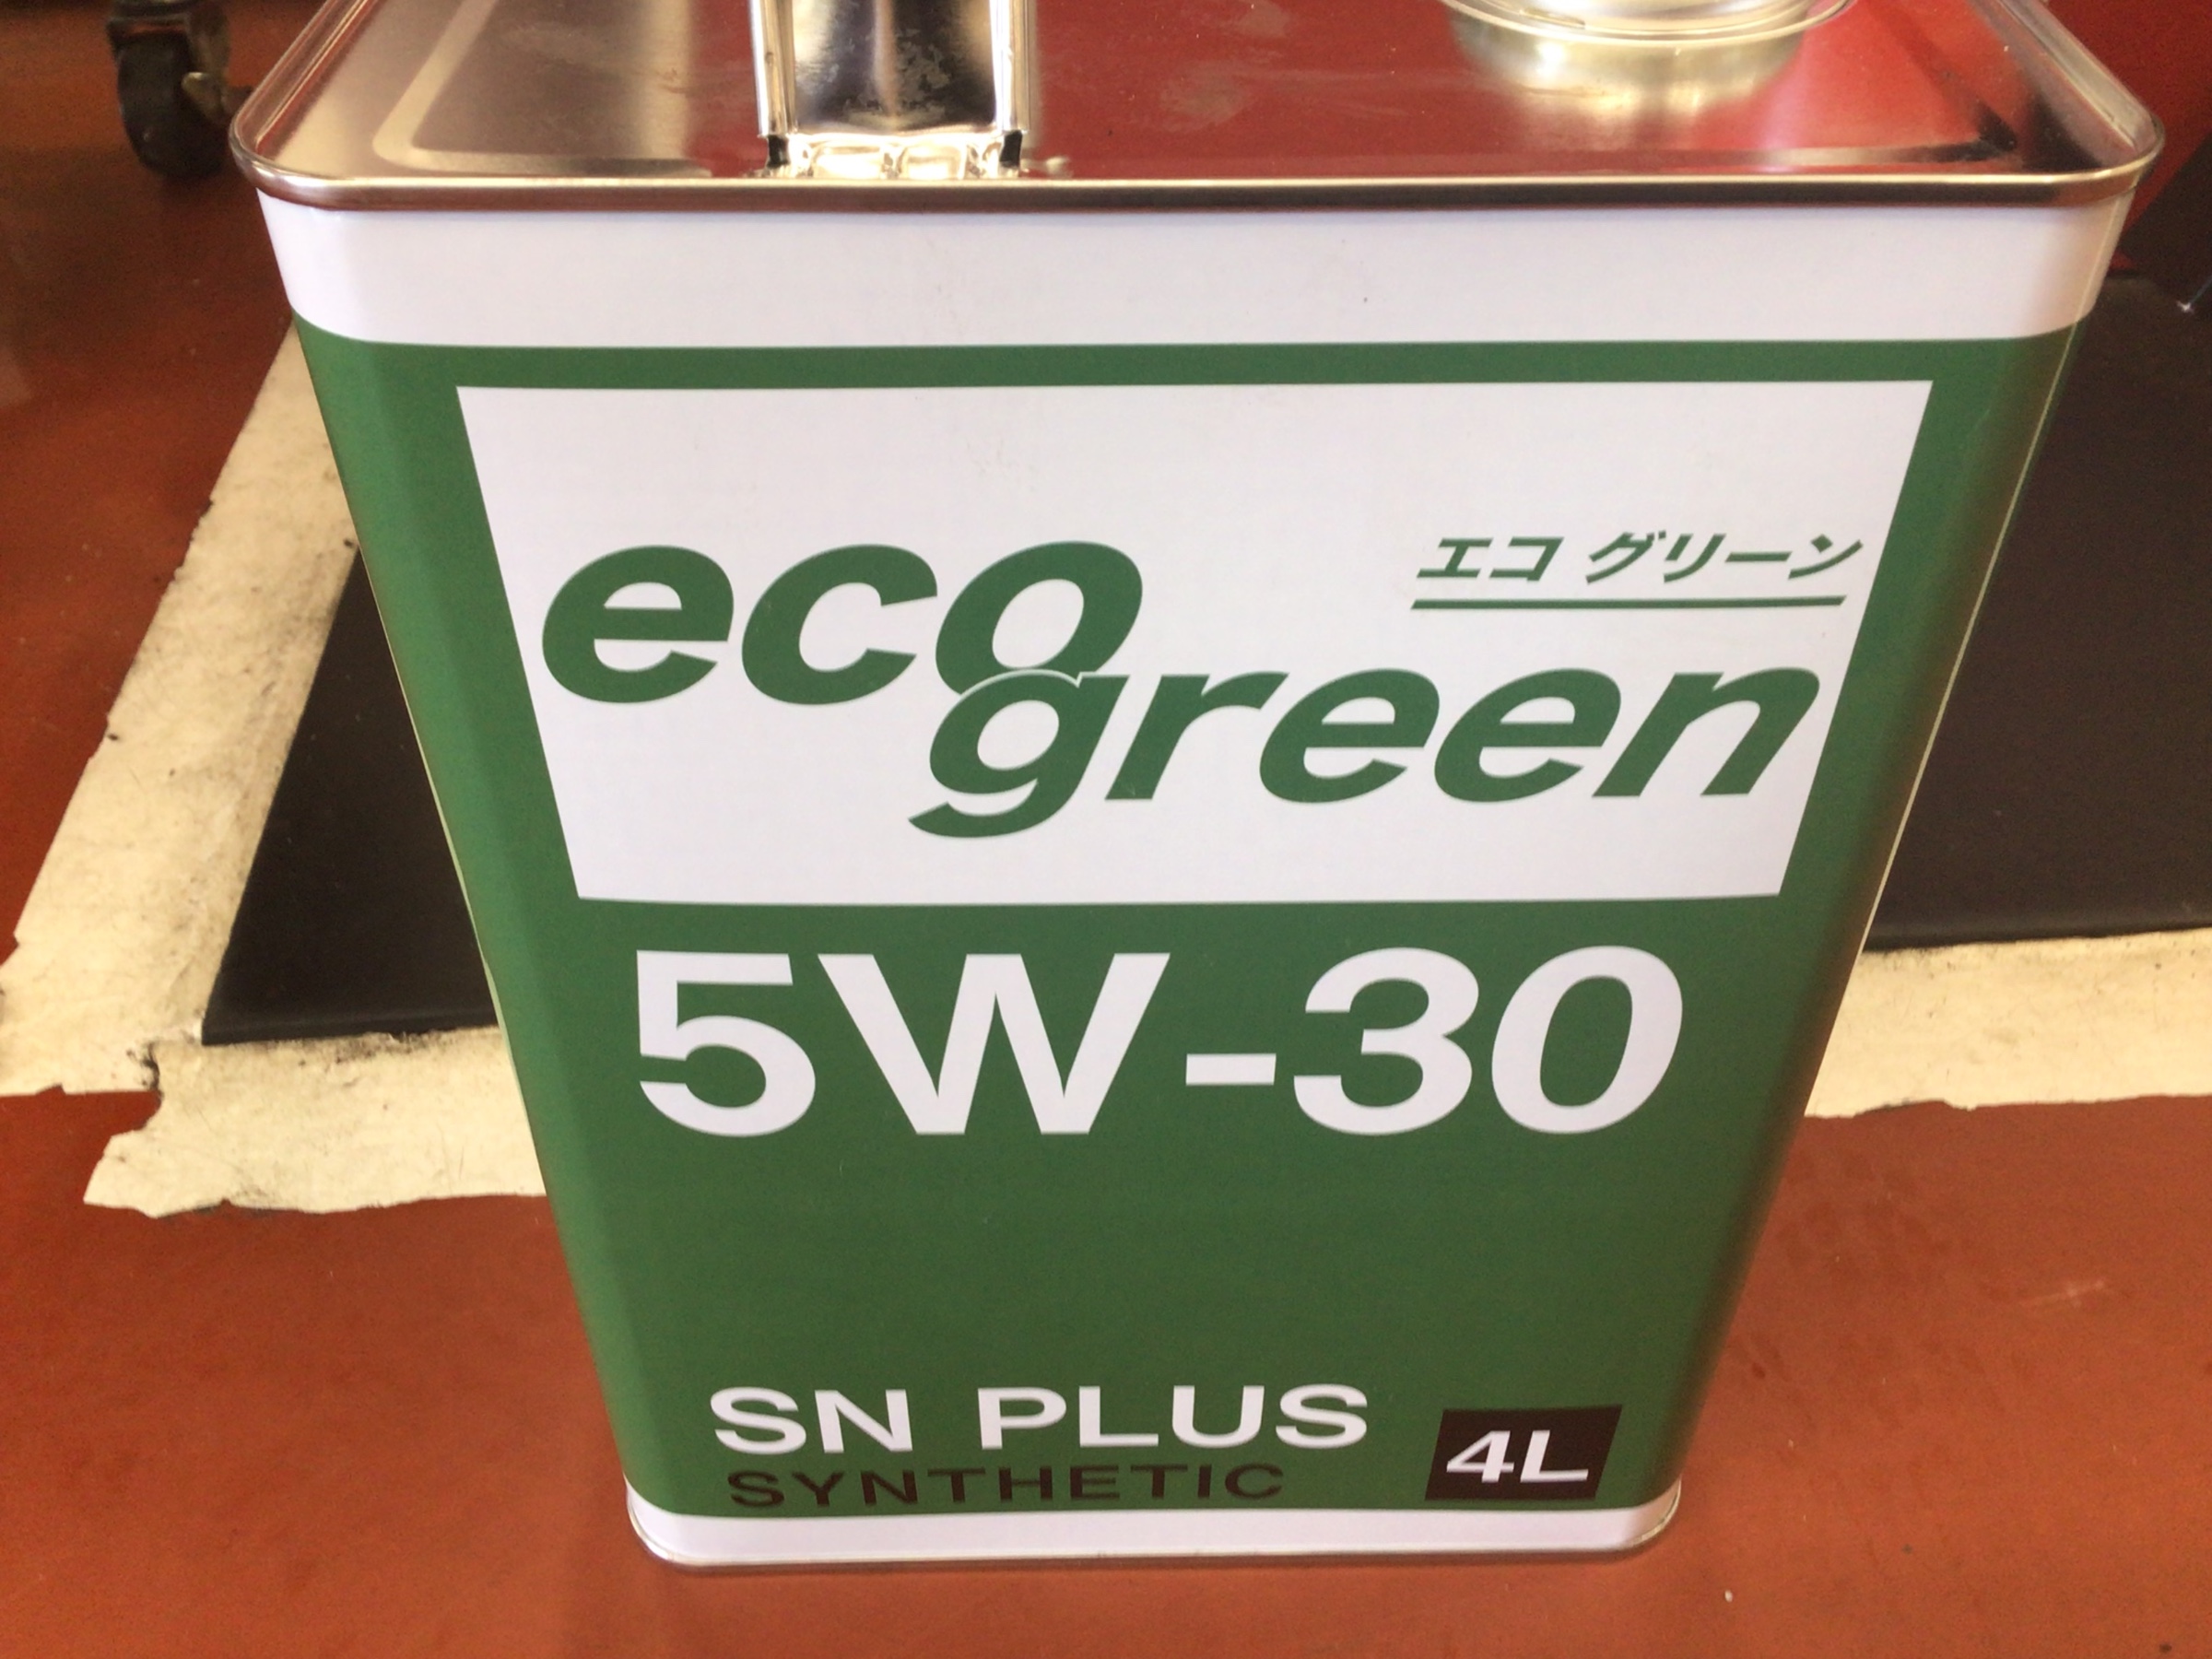 eco
エコ グリーン
green
5W-30
SN PLUS
SYNTHETIC
4L